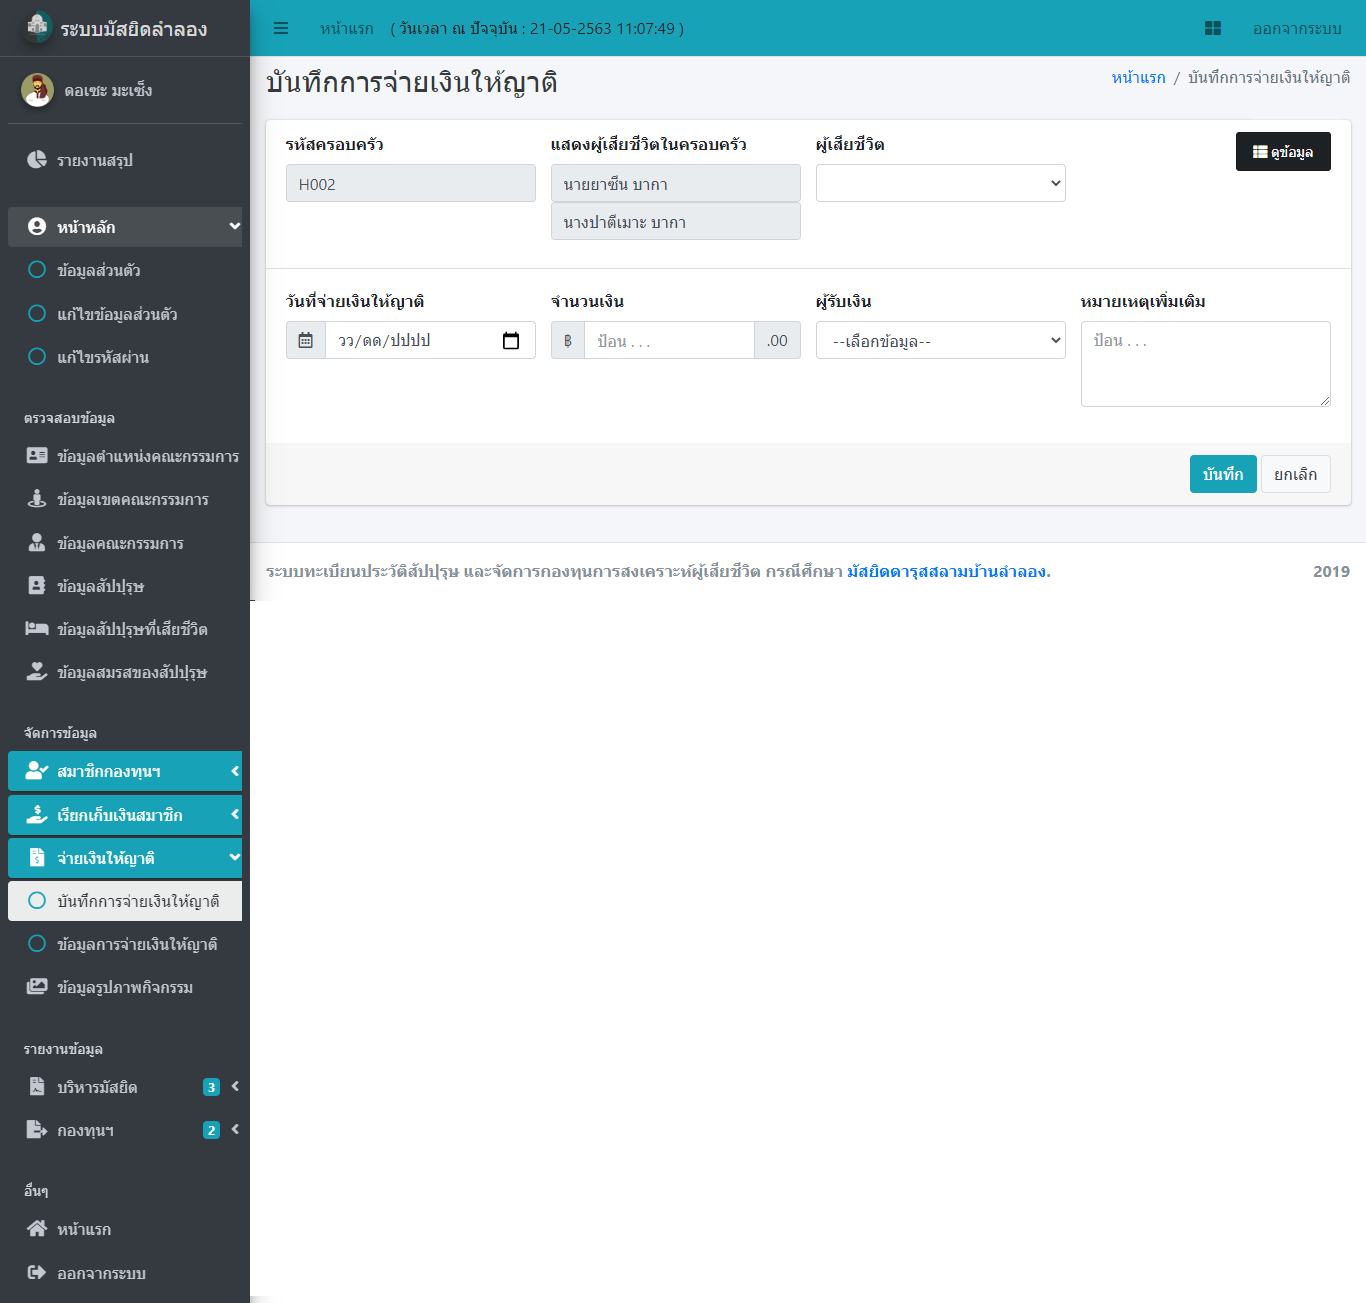 ระบบมัสยิดลำลอง
ดอเซะ มะเซ็ง
รายงานสรุป
หน้าหลัก
ข้อมูลส่วนตัว
แก้ไขข้อมูลส่วนตัว
แก้ไขรหัสผ่าน
ตรวจสอบข้อมูล
ข้อมูลตำแหน่งคณะกรรมการ
ข้อมูลเขตคณะกรรมการ
ข้อมูลคณะกรรมการ
ข้อมูลสัปปุรุษ
ข้อมูลสัปปุรุษที่เสียชีวิต
ข้อมูลสมรสของสัปปุรุษ
จัดการข้อมูล
สมาชิกกองทุนฯ
เรียกเก็บเงินสมาชิก
จ่ายเงินให้ญาติ
บันทึกการจ่ายเงินให้ญาติ
ข้อมูลการจ่ายเงินให้ญาติ
ข้อมูลรูปภาพกิจกรรม
รายงานข้อมูล
บริหารมัสยิด 3
กองทุนฯ 2
อื่นๆ
หน้าแรก
ออกจากระบบ
หน้าแรก ( วันเวลา ณ ปัจจุบัน : 21-05-2563 11:07:49 ) ออกจากระบบ
บันทึกการจ่ายเงินให้ญาติ
หน้าแรก / บันทึกการจ่ายเงินให้ญาติ
รหัสครอบครัว แสดงผู้เสียชีวิตในครอบครัว ผู้เสียชีวิต ดูข้อมูล
H002 นายยาซีน บากา
นางปาตีเมาะ บากา
วันที่จ่ายเงินให้ญาติ จำนวนเงิน ผู้รับเงิน หมายเหตุเพิ่มเติม
วว/ดด/ปปปป ฿ ป้อน . . . .00 --เลือกข้อมูล-- ป้อน . . .
บันทึก ยกเลิก
ระบบทะเบียนประวัติสัปปุรุษ และจัดการกองทุนการสงเคราะห์ผู้เสียชีวิต กรณีศึกษา มัสยิดดารุสสลามบ้านลำลอง. 2019